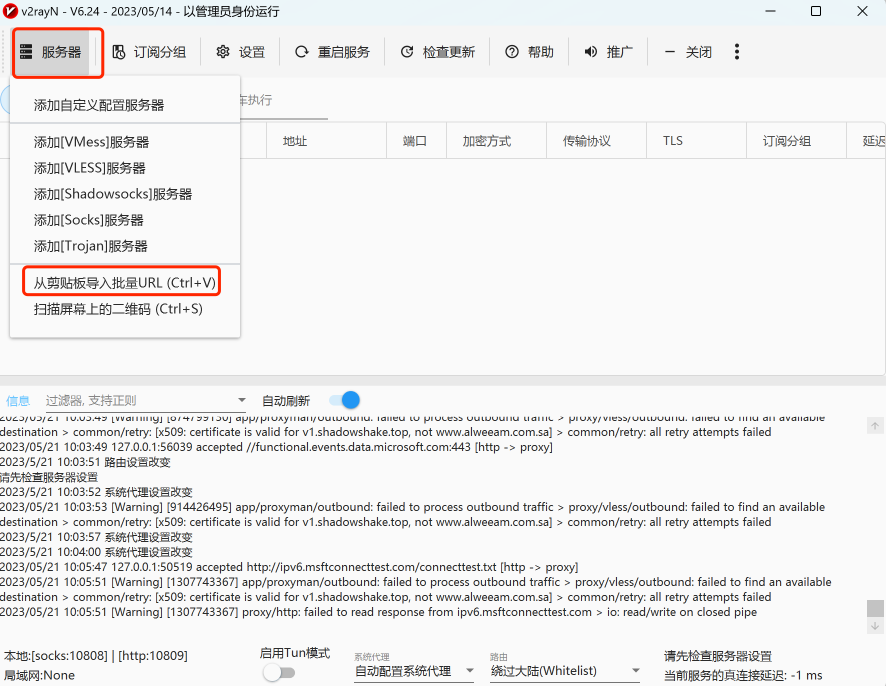 v2rayN - V6.24 - 2023/05/14 - 以管理员身份运行
服务器 订阅分组 设置 重启服务 检查更新 帮助 推广 关闭
添加自定义配置服务器
执行
地址 端口 加密方式 传输协议 TLS 订阅分组 延迟
添加[VMess]服务器
添加[VLESS]服务器
添加[Shadowsocks]服务器
添加[Socks]服务器
添加[Trojan]服务器
从剪贴板导入批量URL (Ctrl+V)
扫描屏幕上的二维码 (Ctrl+S)
信息 过滤器, 支持正则 自动刷新
2023/05/21 10:03:49 [Warning] [874799130] app/proxyman/outbound: failed to process outbound traffic > proxy/vless/outbound: failed to find an available
destination > common/retry: [x509: certificate is valid for v1.shadowshake.top, not www.alweeam.com.sa] > common/retry: all retry attempts failed
2023/05/21 10:03:49 127.0.0.1:56039 accepted //functional.events.data.microsoft.com:443 [http -> proxy]
2023/5/21 10:03:51 路由设置改变
请先检查服务器设置
2023/5/21 10:03:52 系统代理设置改变
2023/05/21 10:03:53 [Warning] [914426495] app/proxyman/outbound: failed to process outbound traffic > proxy/vless/outbound: failed to find an available
destination > common/retry: [x509: certificate is valid for v1.shadowshake.top, not www.alweeam.com.sa] > common/retry: all retry attempts failed
2023/5/21 10:03:57 系统代理设置改变
2023/5/21 10:04:00 系统代理设置改变
2023/05/21 10:05:47 127.0.0.1:50519 accepted http://ipv6.msftconnecttest.com/connecttest.txt [http -> proxy]
2023/05/21 10:05:51 [Warning] [1307743367] app/proxyman/outbound: failed to process outbound traffic > proxy/vless/outbound: failed to find an available
destination > common/retry: [x509: certificate is valid for v1.shadowshake.top, not www.alweeam.com.sa] > common/retry: all retry attempts failed
2023/05/21 10:05:51 [Warning] [1307743367] proxy/http: failed to read response from ipv6.msftconnecttest.com > io: read/write on closed pipe
本地:[socks:10808] | [http:10809]
局域网:None
启用Tun模式
系统代理
自动配置系统代理
路由
绕过大陆(Whitelist)
请先检查服务器设置
当前服务的真连接延迟: -1 ms